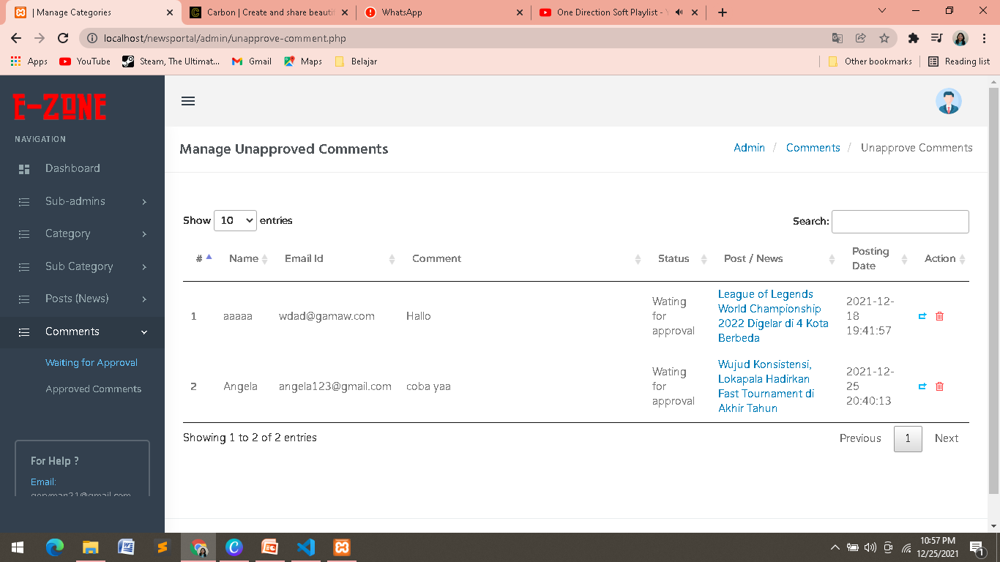 | Manage Categories
Carbon | Create and share beautif
WhatsApp
One Direction Soft Playlist - Y
localhost/newsportal/admin/unapprove-comment.php
Apps
YouTube
Steam, The Ultimat...
Gmail
Maps
Belajar
Other bookmarks
Reading list
E-ZONE
NAVIGATION
Dashboard
Sub-admins
Category
Sub Category
Posts (News)
Comments
Waiting for Approval
Approved Comments
For Help ?
Email:
Manage Unapproved Comments
Admin / Comments / Unapprove Comments
Show 10 entries
Search:
# Name Email Id Comment Status Post / News Posting Date Action
1 aaaaa wdad@gamaw.com Hallo
Wating
for
approval
League of Legends
World Championship
2022 Digelar di 4 Kota
Berbeda
2021-12-
18
19:41:57
2 Angela angela123@gmail.com coba yaa
Wating
for
approval
Wujud Konsistensi,
Lokapala Hadirkan
Fast Tournament di
Akhir Tahun
2021-12-
25
20:40:13
Showing 1 to 2 of 2 entries
Previous 1 Next
10:57 PM
12/25/2021
1